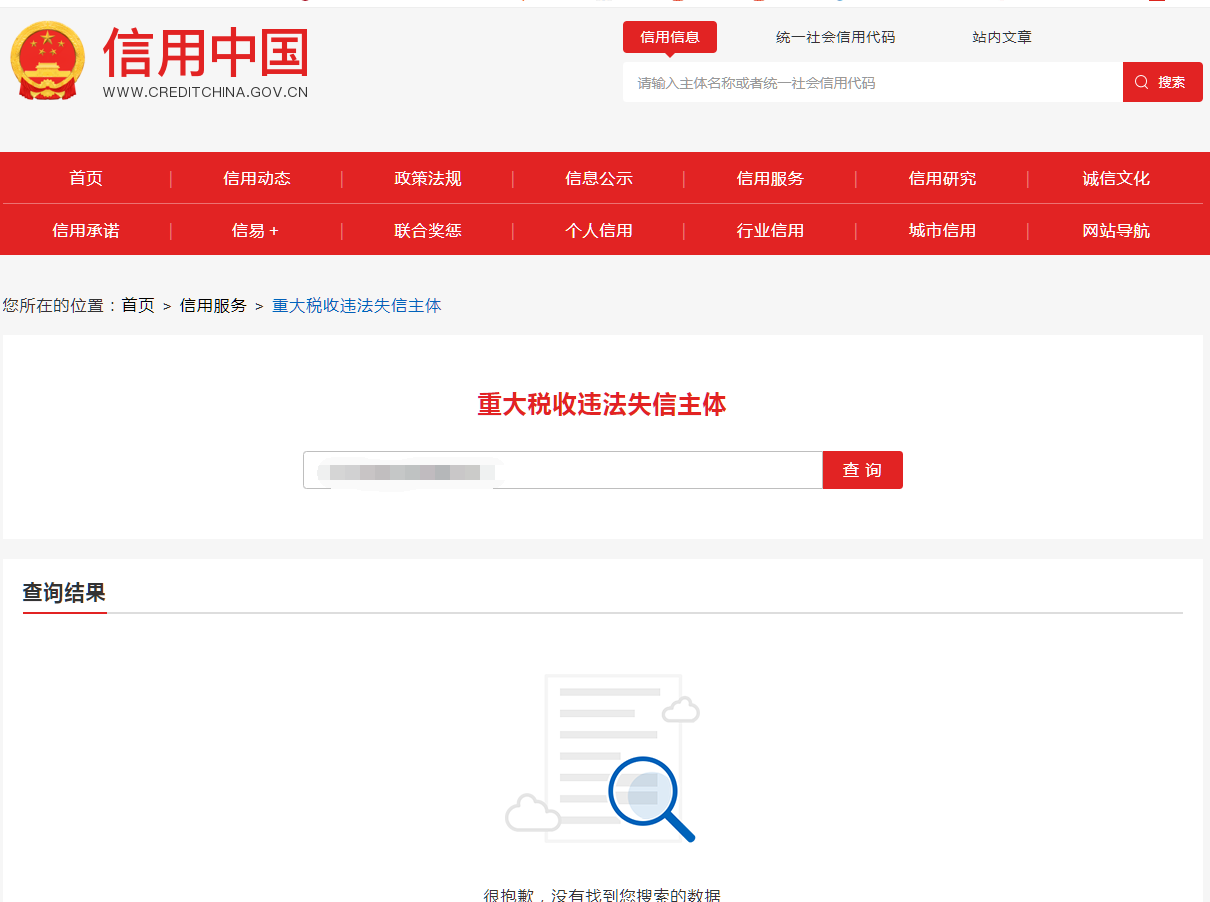 信用中国
WWW.CREDITCHINA.GOV.CN
信用信息 统一社会信用代码 站内文章
请输入主体名称或者统一社会信用代码 搜索
首页 | 信用动态 | 政策法规 | 信息公示 | 信用服务 | 信用研究 | 诚信文化
信用承诺 | 信易+ | 联合奖惩 | 个人信用 | 行业信用 | 城市信用 | 网站导航
您所在的位置：首页 > 信用服务 > 重大税收违法失信主体
重大税收违法失信主体
查 询
查询结果
很抱歉，没有找到您搜索的数据